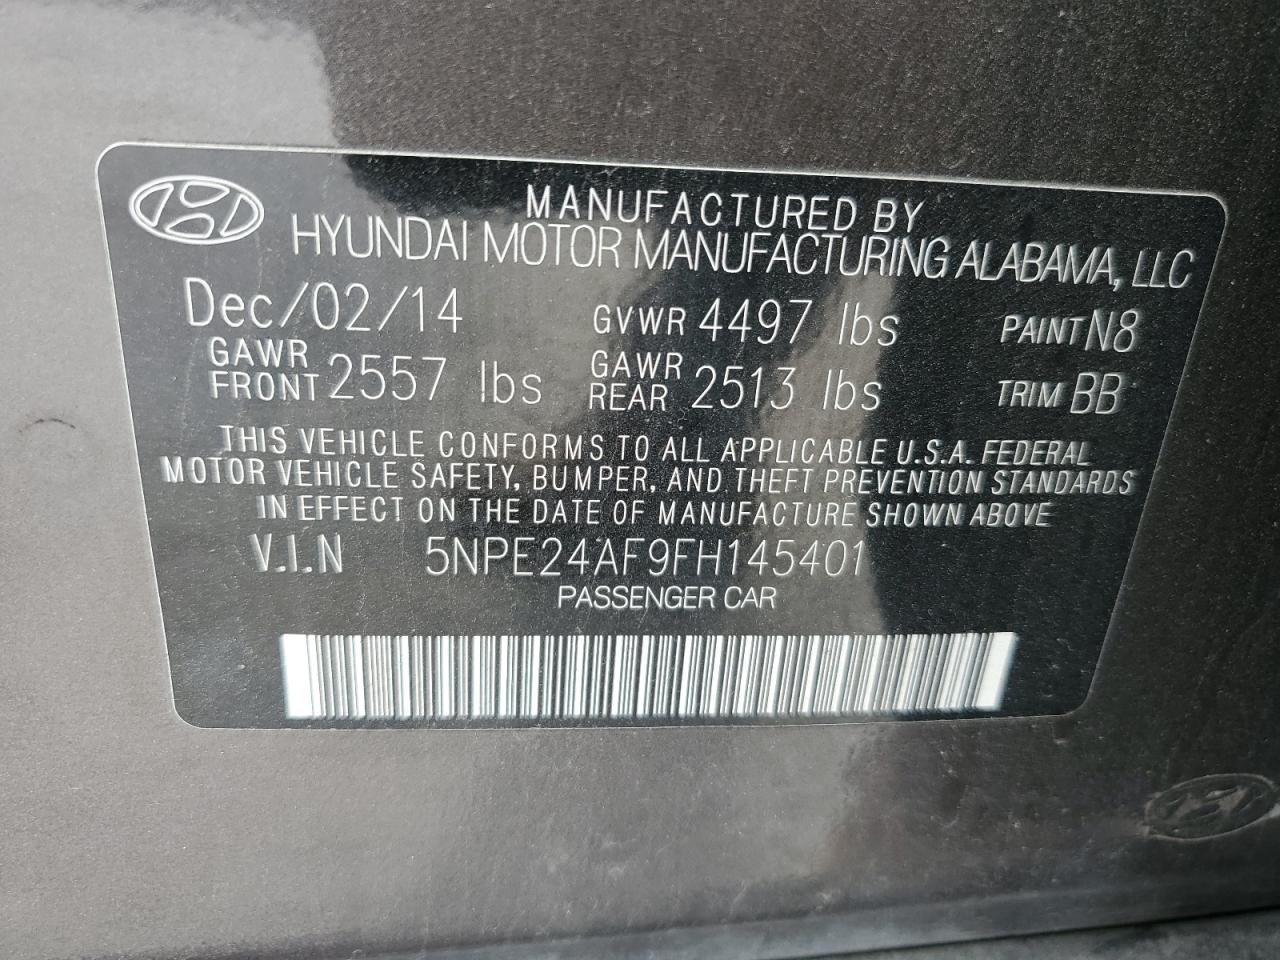 MANUFACTURED BY
HYUNDAI MOTOR MANUFACTURING ALABAMA, LLC
Dec/02/14 GVWR 4497 lbs PAINT N8
GAWR FRONT 2557 lbs GAWR REAR 2513 lbs TRIM BB
THIS VEHICLE CONFORMS TO ALL APPLICABLE U.S.A. FEDERAL
MOTOR VEHICLE SAFETY, BUMPER, AND THEFT PREVENTION STANDARDS
IN EFFECT ON THE DATE OF MANUFACTURE SHOWN ABOVE
V.I.N 5NPE24AF9FH145401
PASSENGER CAR